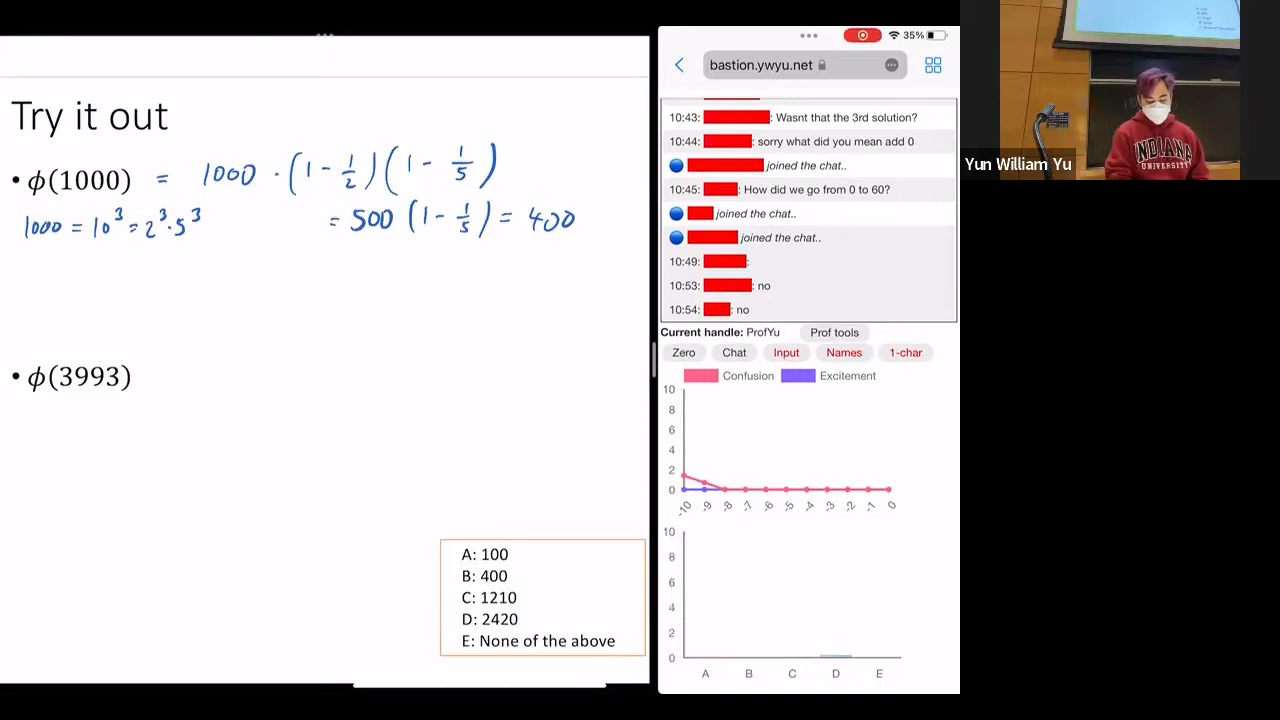 Try it out
• ϕ(1000) = 1000 · (1 - 1/2)(1 - 1/5)
1000 = 10³ = 2³·5³ = 500 (1 - 1/5) = 400
• ϕ(3993)
A: 100
B: 400
C: 1210
D: 2420
E: None of the above
35%
bastion.ywyu.net
10:43: : Wasnt that the 3rd solution?
10:44: : sorry what did you mean add 0
joined the chat..
10:45: : How did we go from 0 to 60?
joined the chat..
joined the chat..
10:49: :
10:53: : no
10:54: : no
Current handle: ProfYu Prof tools
Zero Chat Input Names 1-char
Confusion Excitement
10
8
6
4
2
0
-10 -9 -8 -7 -6 -5 -4 -3 -2 -1 0
10
8
6
4
2
0
A B C D E
Yun William Yu
INDIANA
UNIVERSITY